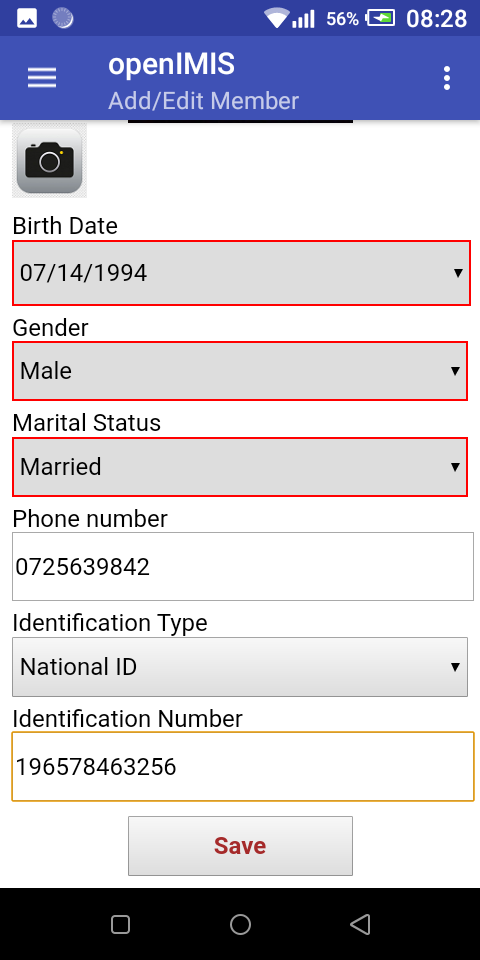 56% 08:28
openIMIS
Add/Edit Member
Birth Date
07/14/1994
Gender
Male
Marital Status
Married
Phone number
0725639842
Identification Type
National ID
Identification Number
196578463256
Save